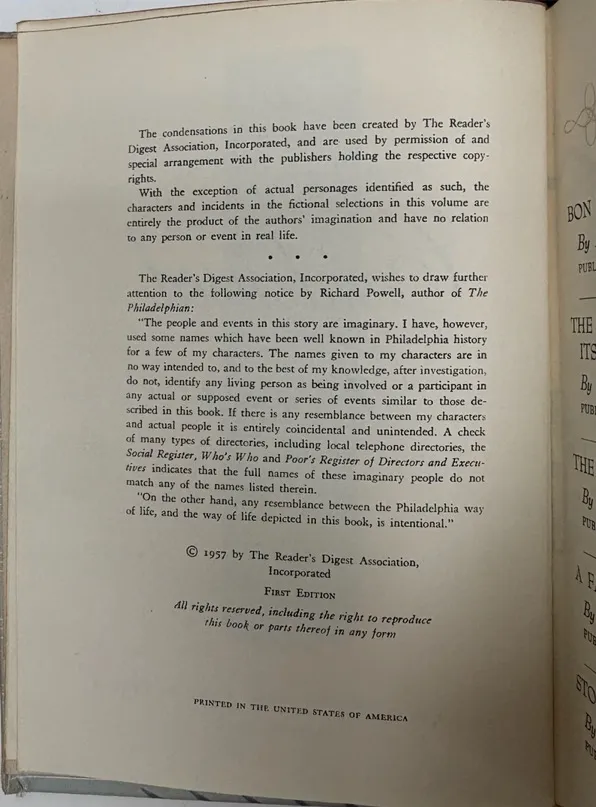 The condensations in this book have been created by The Reader's
Digest Association, Incorporated, and are used by permission of and
special arrangement with the publishers holding the respective copy-
rights.
With the exception of actual personages identified as such, the
characters and incidents in the fictional selections in this volume are
entirely the product of the authors' imagination and have no relation
to any person or event in real life.
• • •
The Reader's Digest Association, Incorporated, wishes to draw further
attention to the following notice by Richard Powell, author of The
Philadelphian:
"The people and events in this story are imaginary. I have, however,
used some names which have been well known in Philadelphia history
for a few of my characters. The names given to my characters are in
no way intended to, and to the best of my knowledge, after investigation,
do not, identify any living person as being involved or a participant in
any actual or supposed event or series of events similar to those de-
scribed in this book. If there is any resemblance between my characters
and actual people it is entirely coincidental and unintended. A check
of many types of directories, including local telephone directories, the
Social Register, Who's Who and Poor's Register of Directors and Execu-
tives indicates that the full names of these imaginary people do not
match any of the names listed therein.
"On the other hand, any resemblance between the Philadelphia way
of life, and the way of life depicted in this book, is intentional."
© 1957 by The Reader's Digest Association,
Incorporated
FIRST EDITION
All rights reserved, including the right to reproduce
this book or parts thereof in any form
PRINTED IN THE UNITED STATES OF AMERICA
BON
By
PUBL
THE
ITS
By
PUBL
THE
By
PUB
A F
By
PUB
STO
By
PU